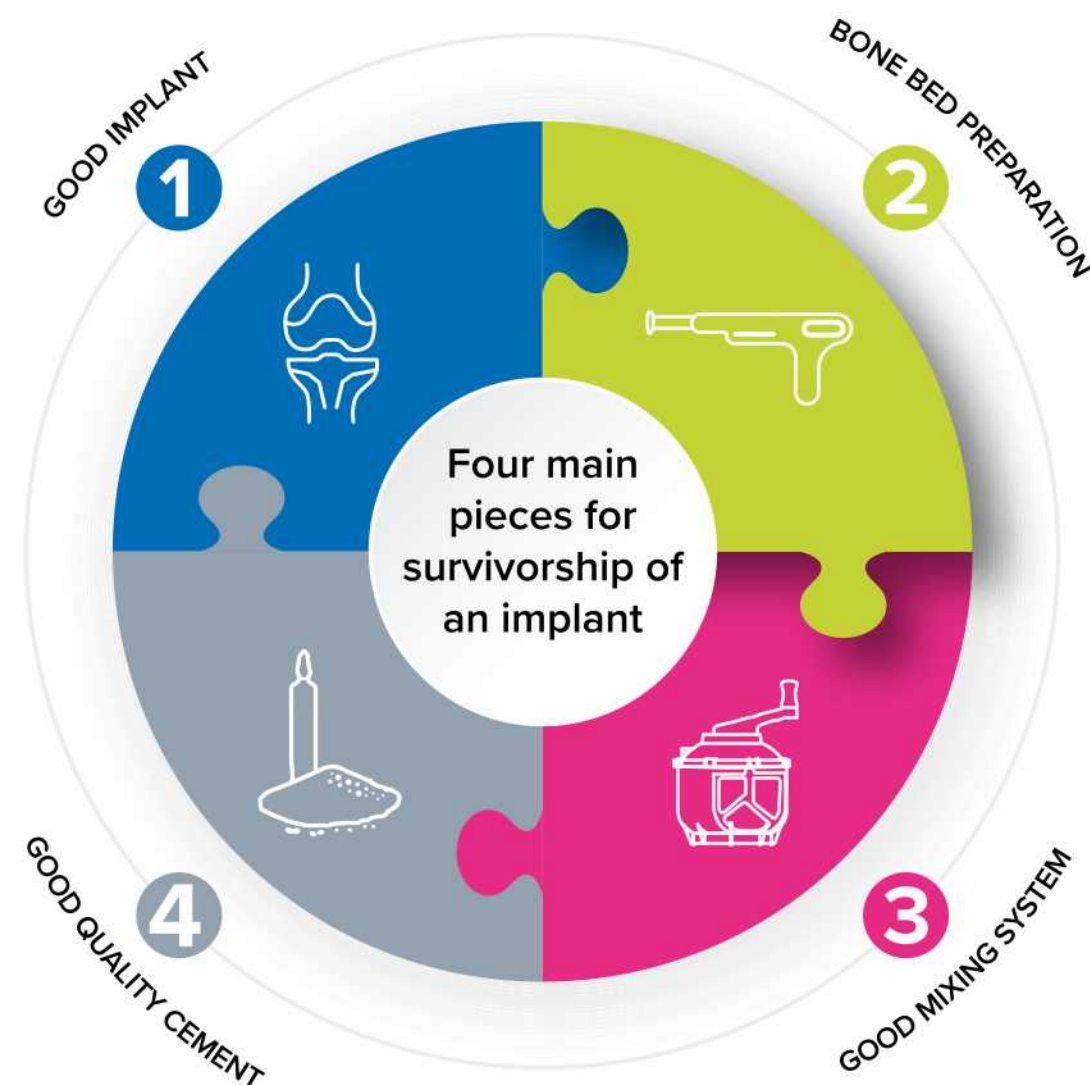 GOOD IMPLANT
1
BONE BED PREPARATION
2
Four main
pieces for
survivorship of
an implant
GOOD QUALITY CEMENT
4
GOOD MIXING SYSTEM
3